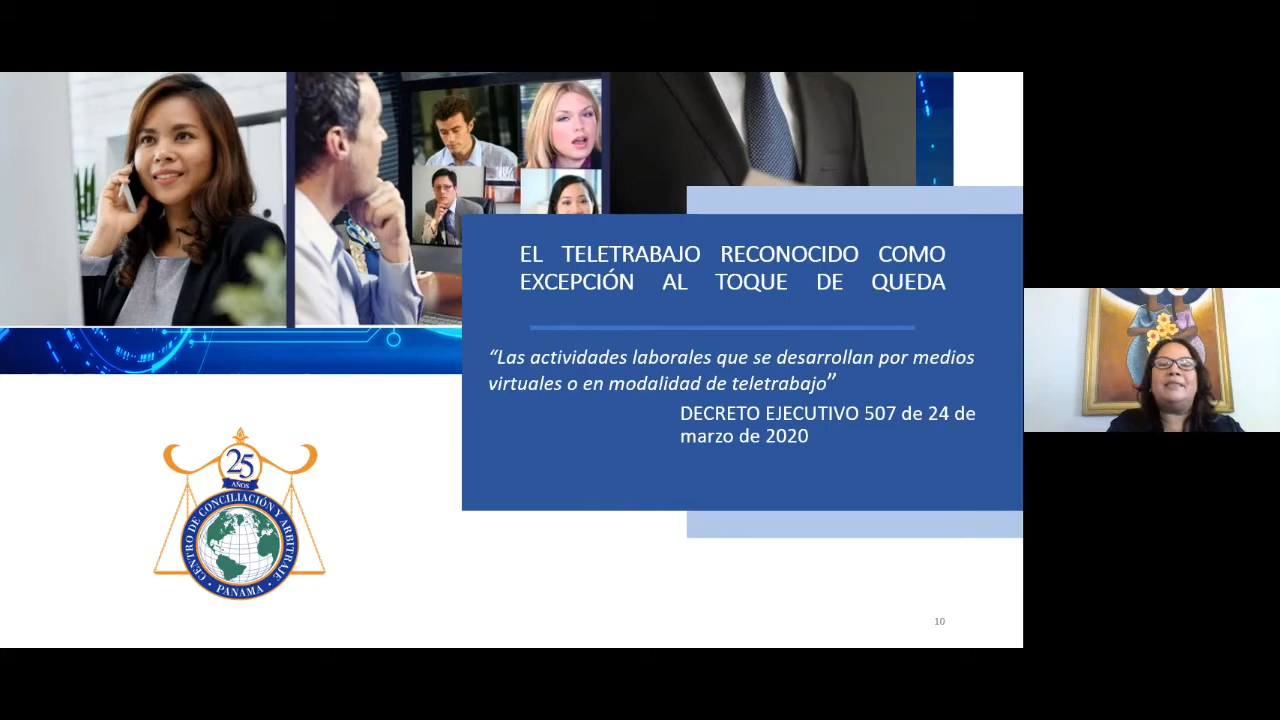 EL TELETRABAJO RECONOCIDO COMO
EXCEPCIÓN AL TOQUE DE QUEDA
“Las actividades laborales que se desarrollan por medios
virtuales o en modalidad de teletrabajo”
DECRETO EJECUTIVO 507 de 24 de
marzo de 2020
25
AÑOS
CENTRO DE CONCILIACIÓN Y ARBITRAJE
• PANAMA •
10